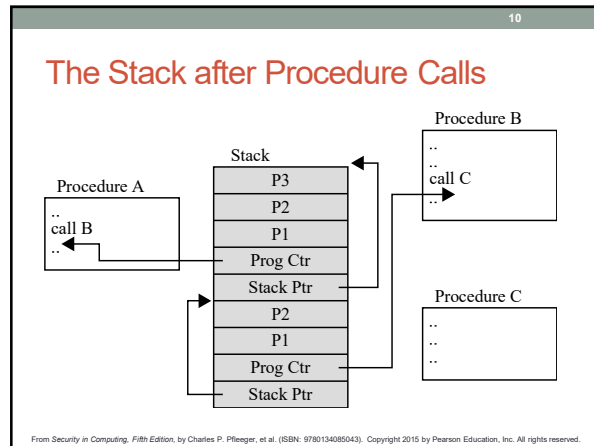 10
The Stack after Procedure Calls
Procedure B
..
..
call C
..
Stack
P3
P2
P1
Prog Ctr
Stack Ptr
P2
P1
Prog Ctr
Stack Ptr
Procedure A
..
call B
..
Procedure C
..
..
..
From Security in Computing, Fifth Edition, by Charles P. Pfleeger, et al. (ISBN: 9780134085043). Copyright 2015 by Pearson Education, Inc. All rights reserved.